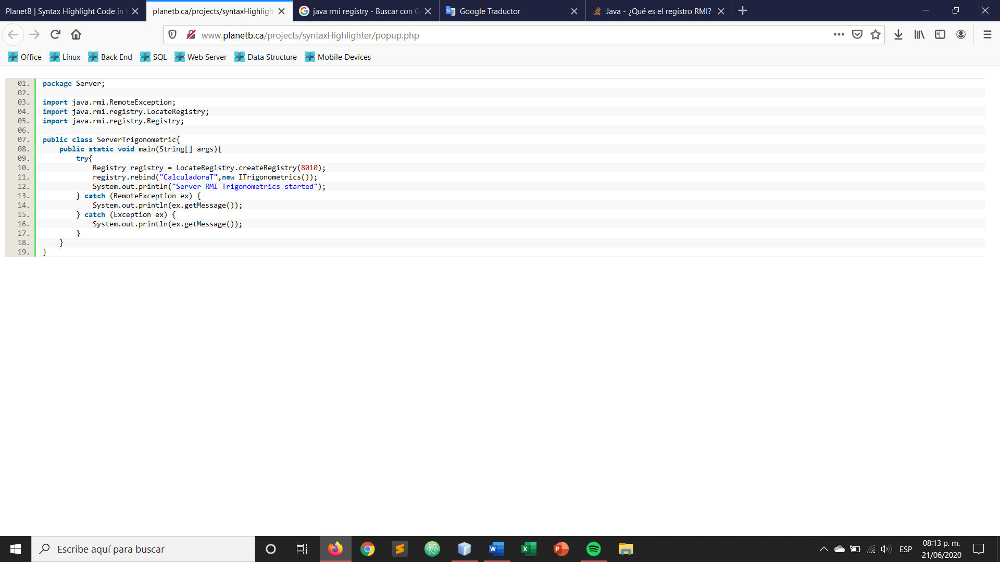 PlanetB | Syntax Highlight Code in
planetb.ca/projects/syntaxHighligh
java rmi registry - Buscar con G
Google Traductor
Java - ¿Qué es el registro RMI?
www.planetb.ca/projects/syntaxHighlighter/popup.php
Office Linux Back End SQL Web Server Data Structure Mobile Devices
01. package Server;
02.
03. import java.rmi.RemoteException;
04. import java.rmi.registry.LocateRegistry;
05. import java.rmi.registry.Registry;
06.
07. public class ServerTrigonometric{
08.     public static void main(String[] args){
09.         try{
10.             Registry registry = LocateRegistry.createRegistry(8010);
11.             registry.rebind("CalculadoraT",new ITrigonometrics());
12.             System.out.println("Server RMI Trigonometrics started");
13.         } catch (RemoteException ex) {
14.             System.out.println(ex.getMessage());
15.         } catch (Exception ex) {
16.             System.out.println(ex.getMessage());
17.         }
18.     }
19. }
Escribe aquí para buscar
ESP
08:13 p. m.
21/06/2020